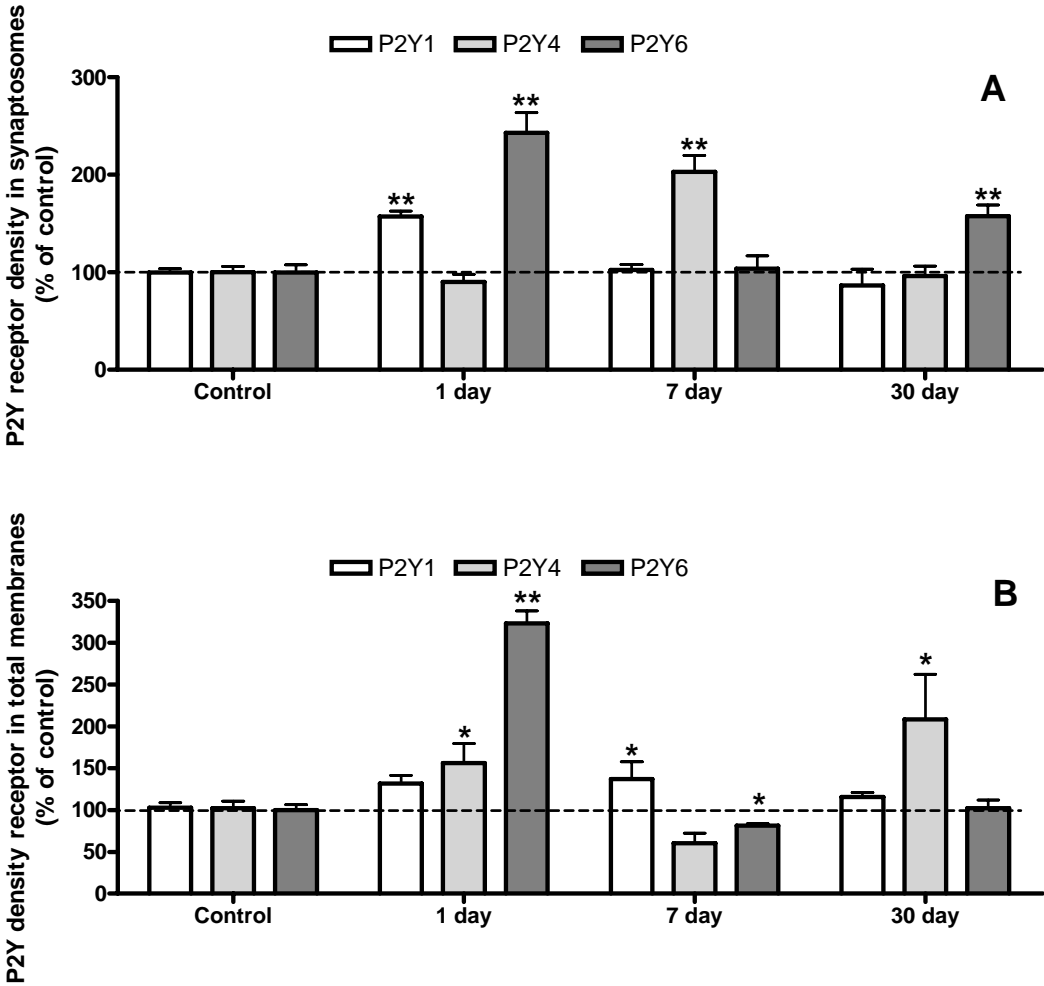 P2Y1 P2Y4 P2Y6
A
P2Y receptor density in synaptosomes
(% of control)
300
200
100
0
** ** ** **
Control 1 day 7 day 30 day
P2Y1 P2Y4 P2Y6
B
P2Y density receptor in total membranes
(% of control)
350
300
250
200
150
100
50
0
* ** * * *
Control 1 day 7 day 30 day